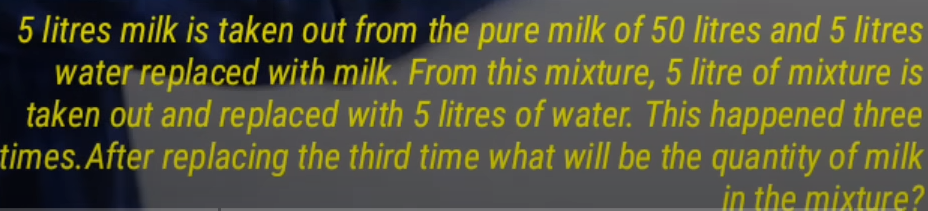 5 litres milk is taken out from the pure milk of 50 litres and 5 litres
water replaced with milk. From this mixture, 5 litre of mixture is
taken out and replaced with 5 litres of water. This happened three
times.After replacing the third time what will be the quantity of milk
in the mixture?